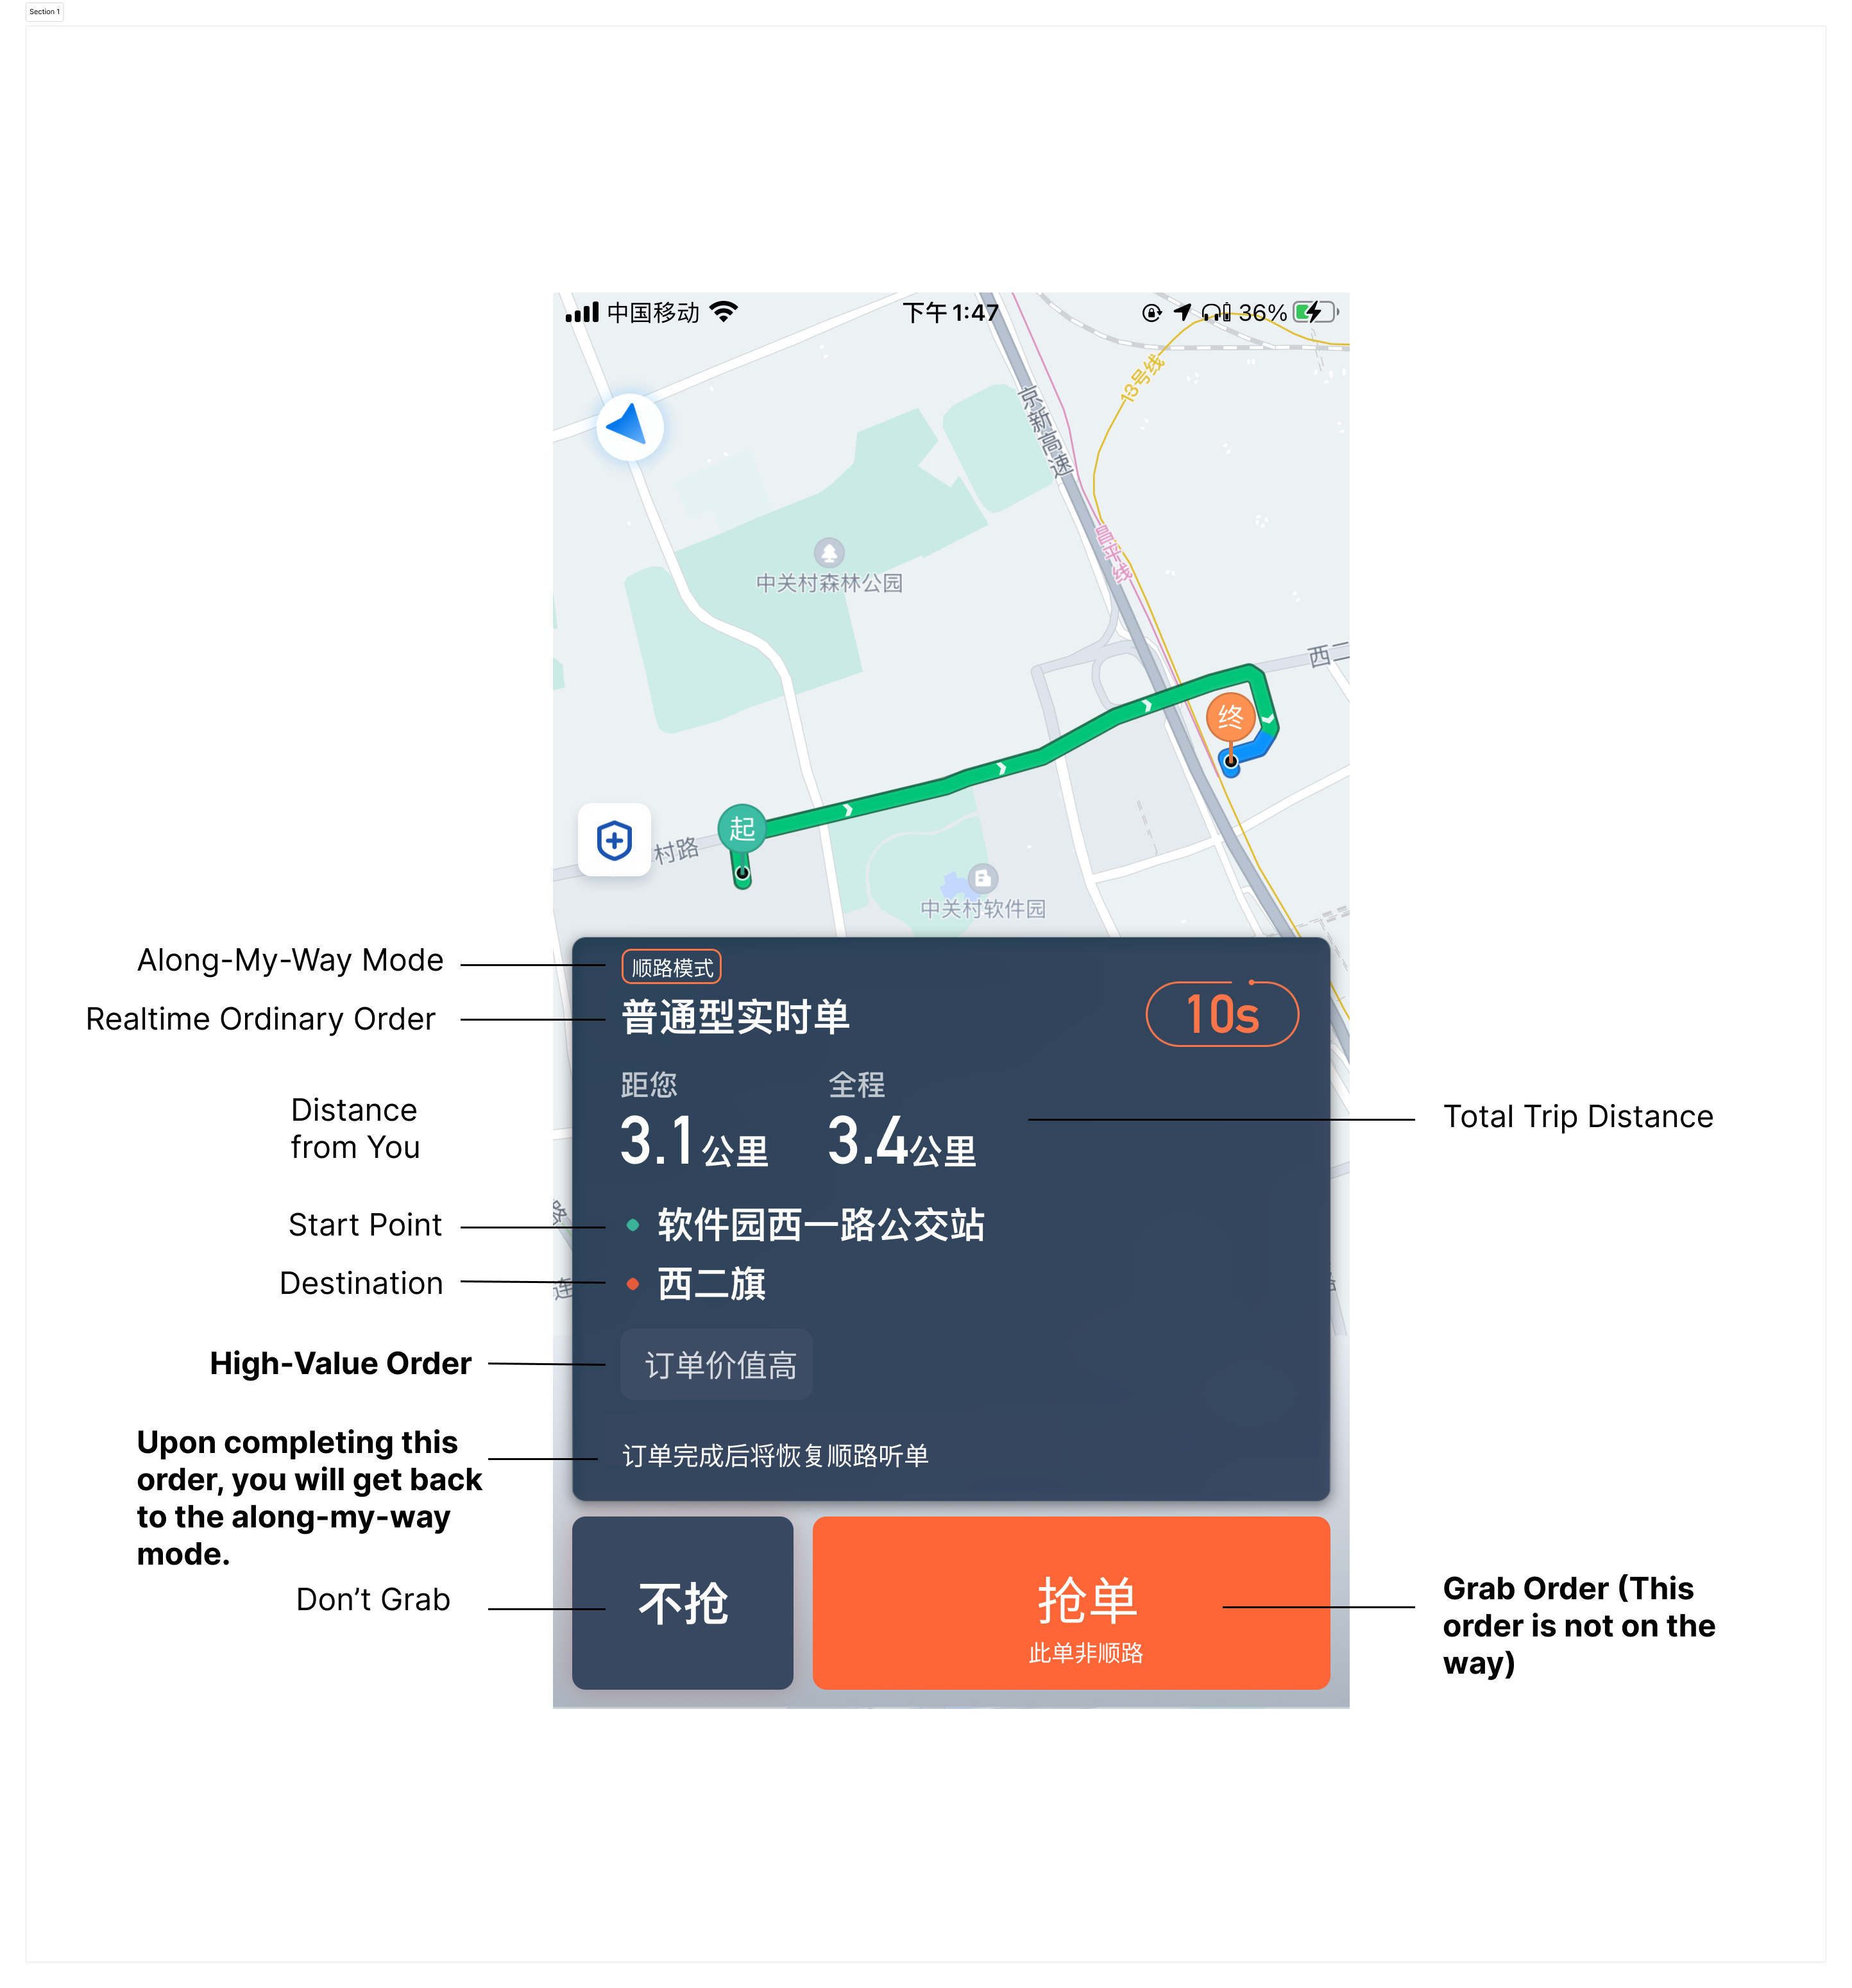 Section 1
中国移动
下午1:47
36%
13号线
京新高速
昌平线
中关村森林公园
西二
终
起
村路
中关村软件园
Along-My-Way Mode
顺路模式
Realtime Ordinary Order
普通型实时单
10s
Distance
from You
距您
全程
3.1公里
3.4公里
Total Trip Distance
Start Point
软件园西一路公交站
Destination
西二旗
High-Value Order
订单价值高
Upon completing this
order, you will get back
to the along-my-way
mode.
订单完成后将恢复顺路听单
Don’t Grab
不抢
抢单
此单非顺路
Grab Order (This
order is not on the
way)
路
连